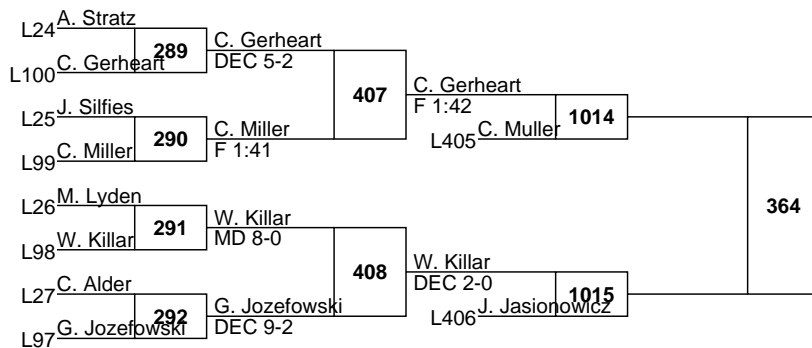 L24 A. Stratz
289 C. Gerheart
L100 C. Gerheart DEC 5-2
407 C. Gerheart
F 1:42
L25 J. Silfies 1014
290 C. Miller L405 C. Muller
L99 C. Miller F 1:41
L26 M. Lyden 364
291 W. Killar
L98 W. Killar MD 8-0
408 W. Killar
DEC 2-0
L27 C. Alder 1015
292 G. Jozefowski L406 J. Jasionowicz
L97 G. Jozefowski DEC 9-2